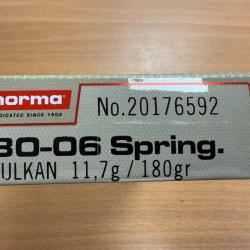 norma
No.20176592
DEDICATED SINCE 1902
30-06 Spring.
ULKAN 11,7g / 180gr